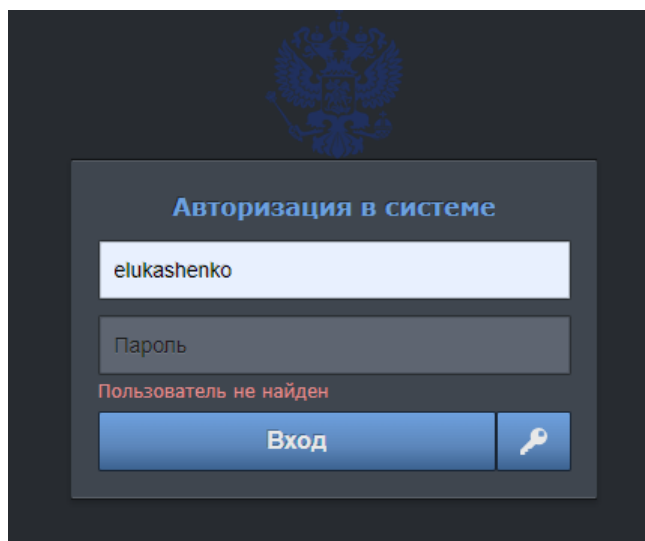 Авторизация в системе
elukashenko
Пароль
Пользователь не найден
Вход